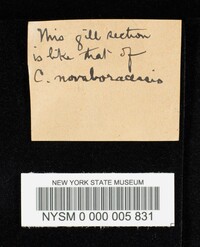 This gill section
is like that of
C. noveboracensis
NEW YORK STATE MUSEUM
NYSM 0 000 005 831